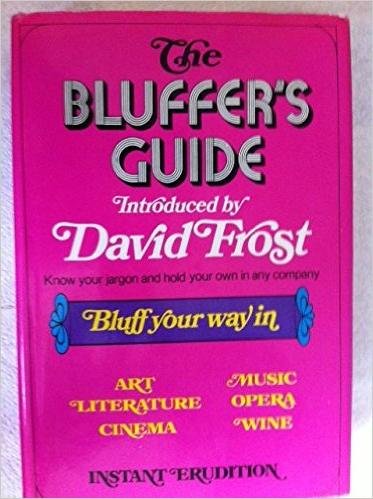 The
BLUFFER'S
GUIDE
Introduced by
David Frost
Know your jargon and hold your own in any company
Bluff your way in
ART MUSIC
LITERATURE OPERA
CINEMA WINE
INSTANT ERUDITION